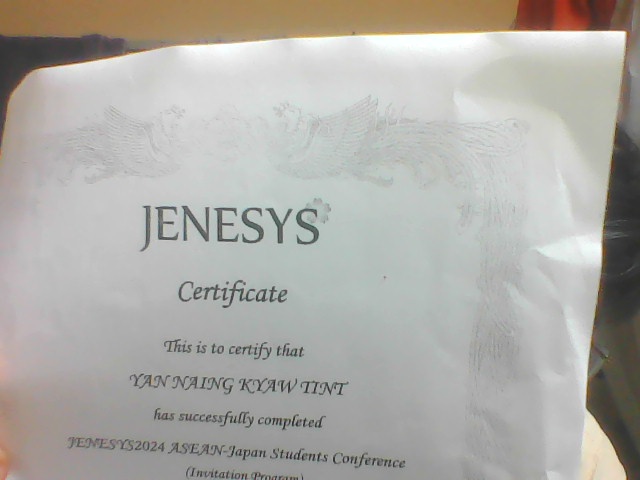 JENESYS
Certificate
This is to certify that
YAN NAING KYAW TINT
has successfully completed
JENESYS2024 ASEAN-Japan Students Conference
(Invitation Program)